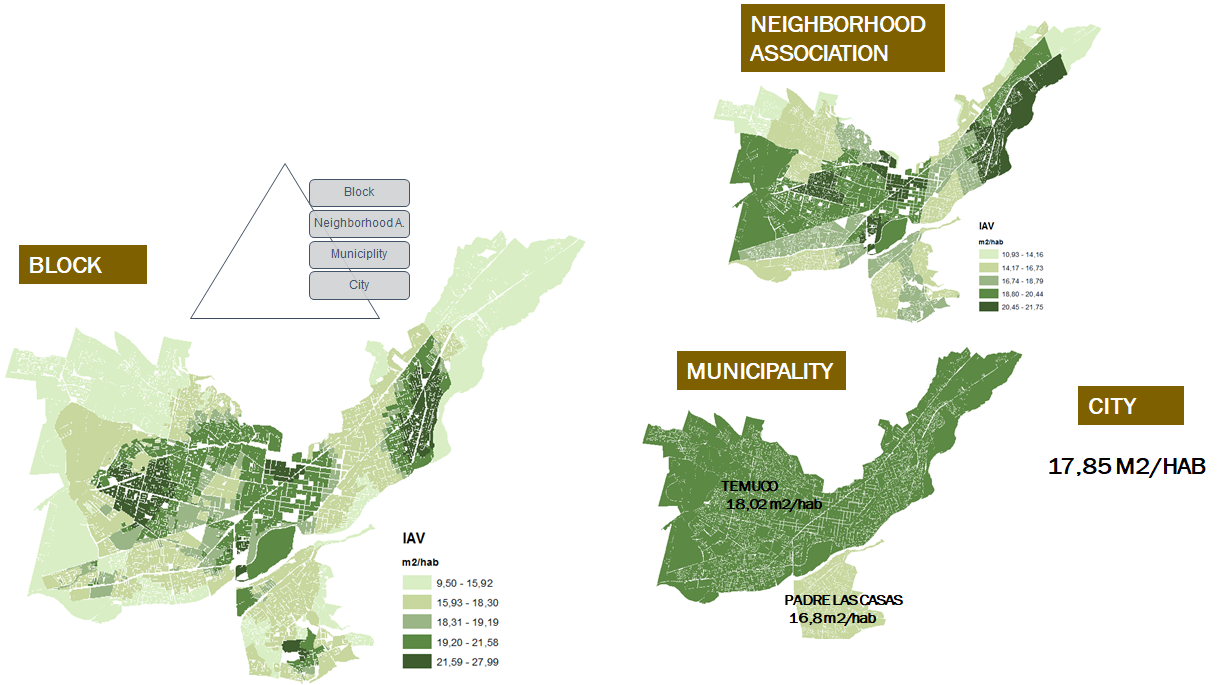 NEIGHBORHOOD
ASSOCIATION
Block
Neighborhood A.
Municiplity
City
BLOCK
IAV
m2/hab
10,93 - 14,16
14,17 - 16,73
16,74 - 18,79
18,80 - 20,44
20,45 - 21,75
MUNICIPALITY
CITY
17,85 M2/HAB
TEMUCO
18,02 m2/hab
PADRE LAS CASAS
16,8 m2/hab
IAV
m2/hab
9,50 - 15,92
15,93 - 18,30
18,31 - 19,19
19,20 - 21,58
21,59 - 27,99